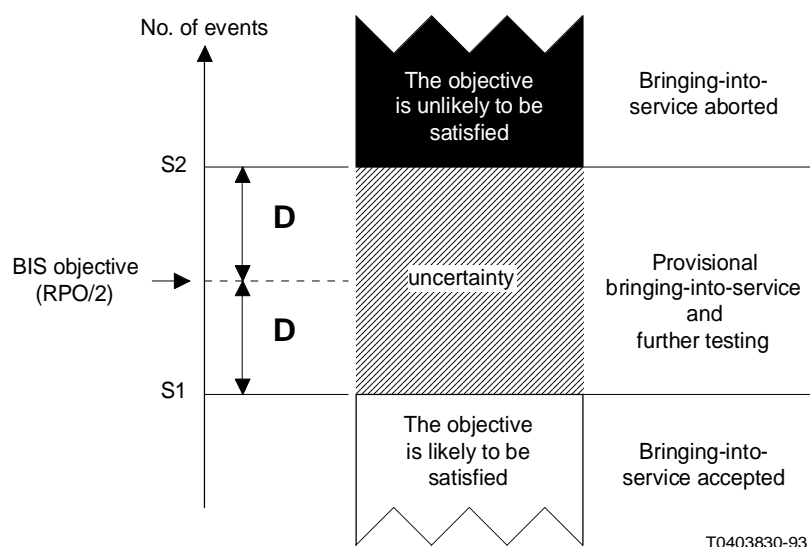 No. of events
The objective
is unlikely to be
satisfied
Bringing-into-
service aborted
S2
D
BIS objective
(RPO/2)
uncertainty
Provisional
bringing-into-service
and
further testing
D
S1
The objective
is likely to be
satisfied
Bringing-into-
service accepted
T0403830-93